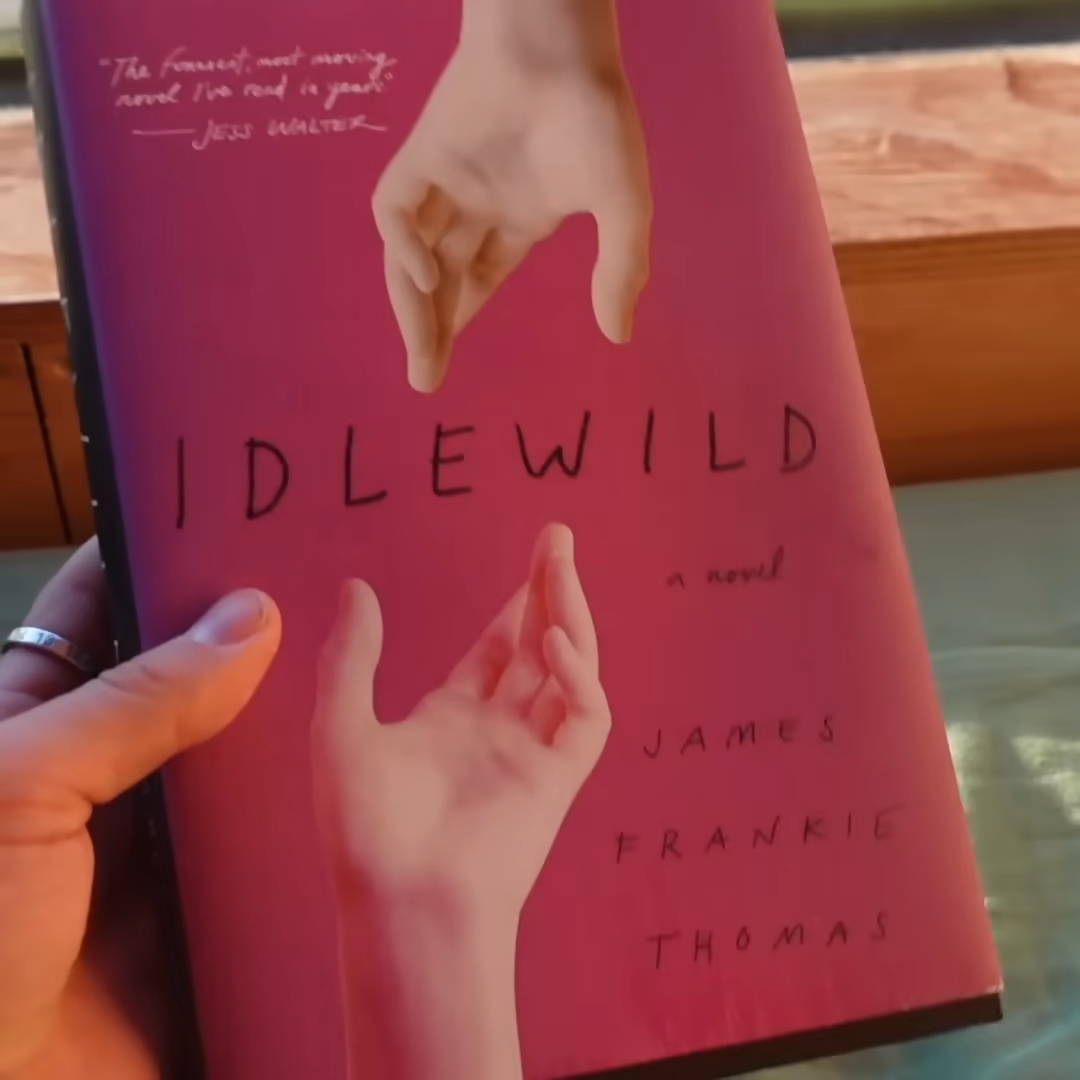 "The funniest, most moving
novel I've read in years"
—JESS WALTER
IDLEWILD
a novel
JAMES
FRANKIE
THOMAS